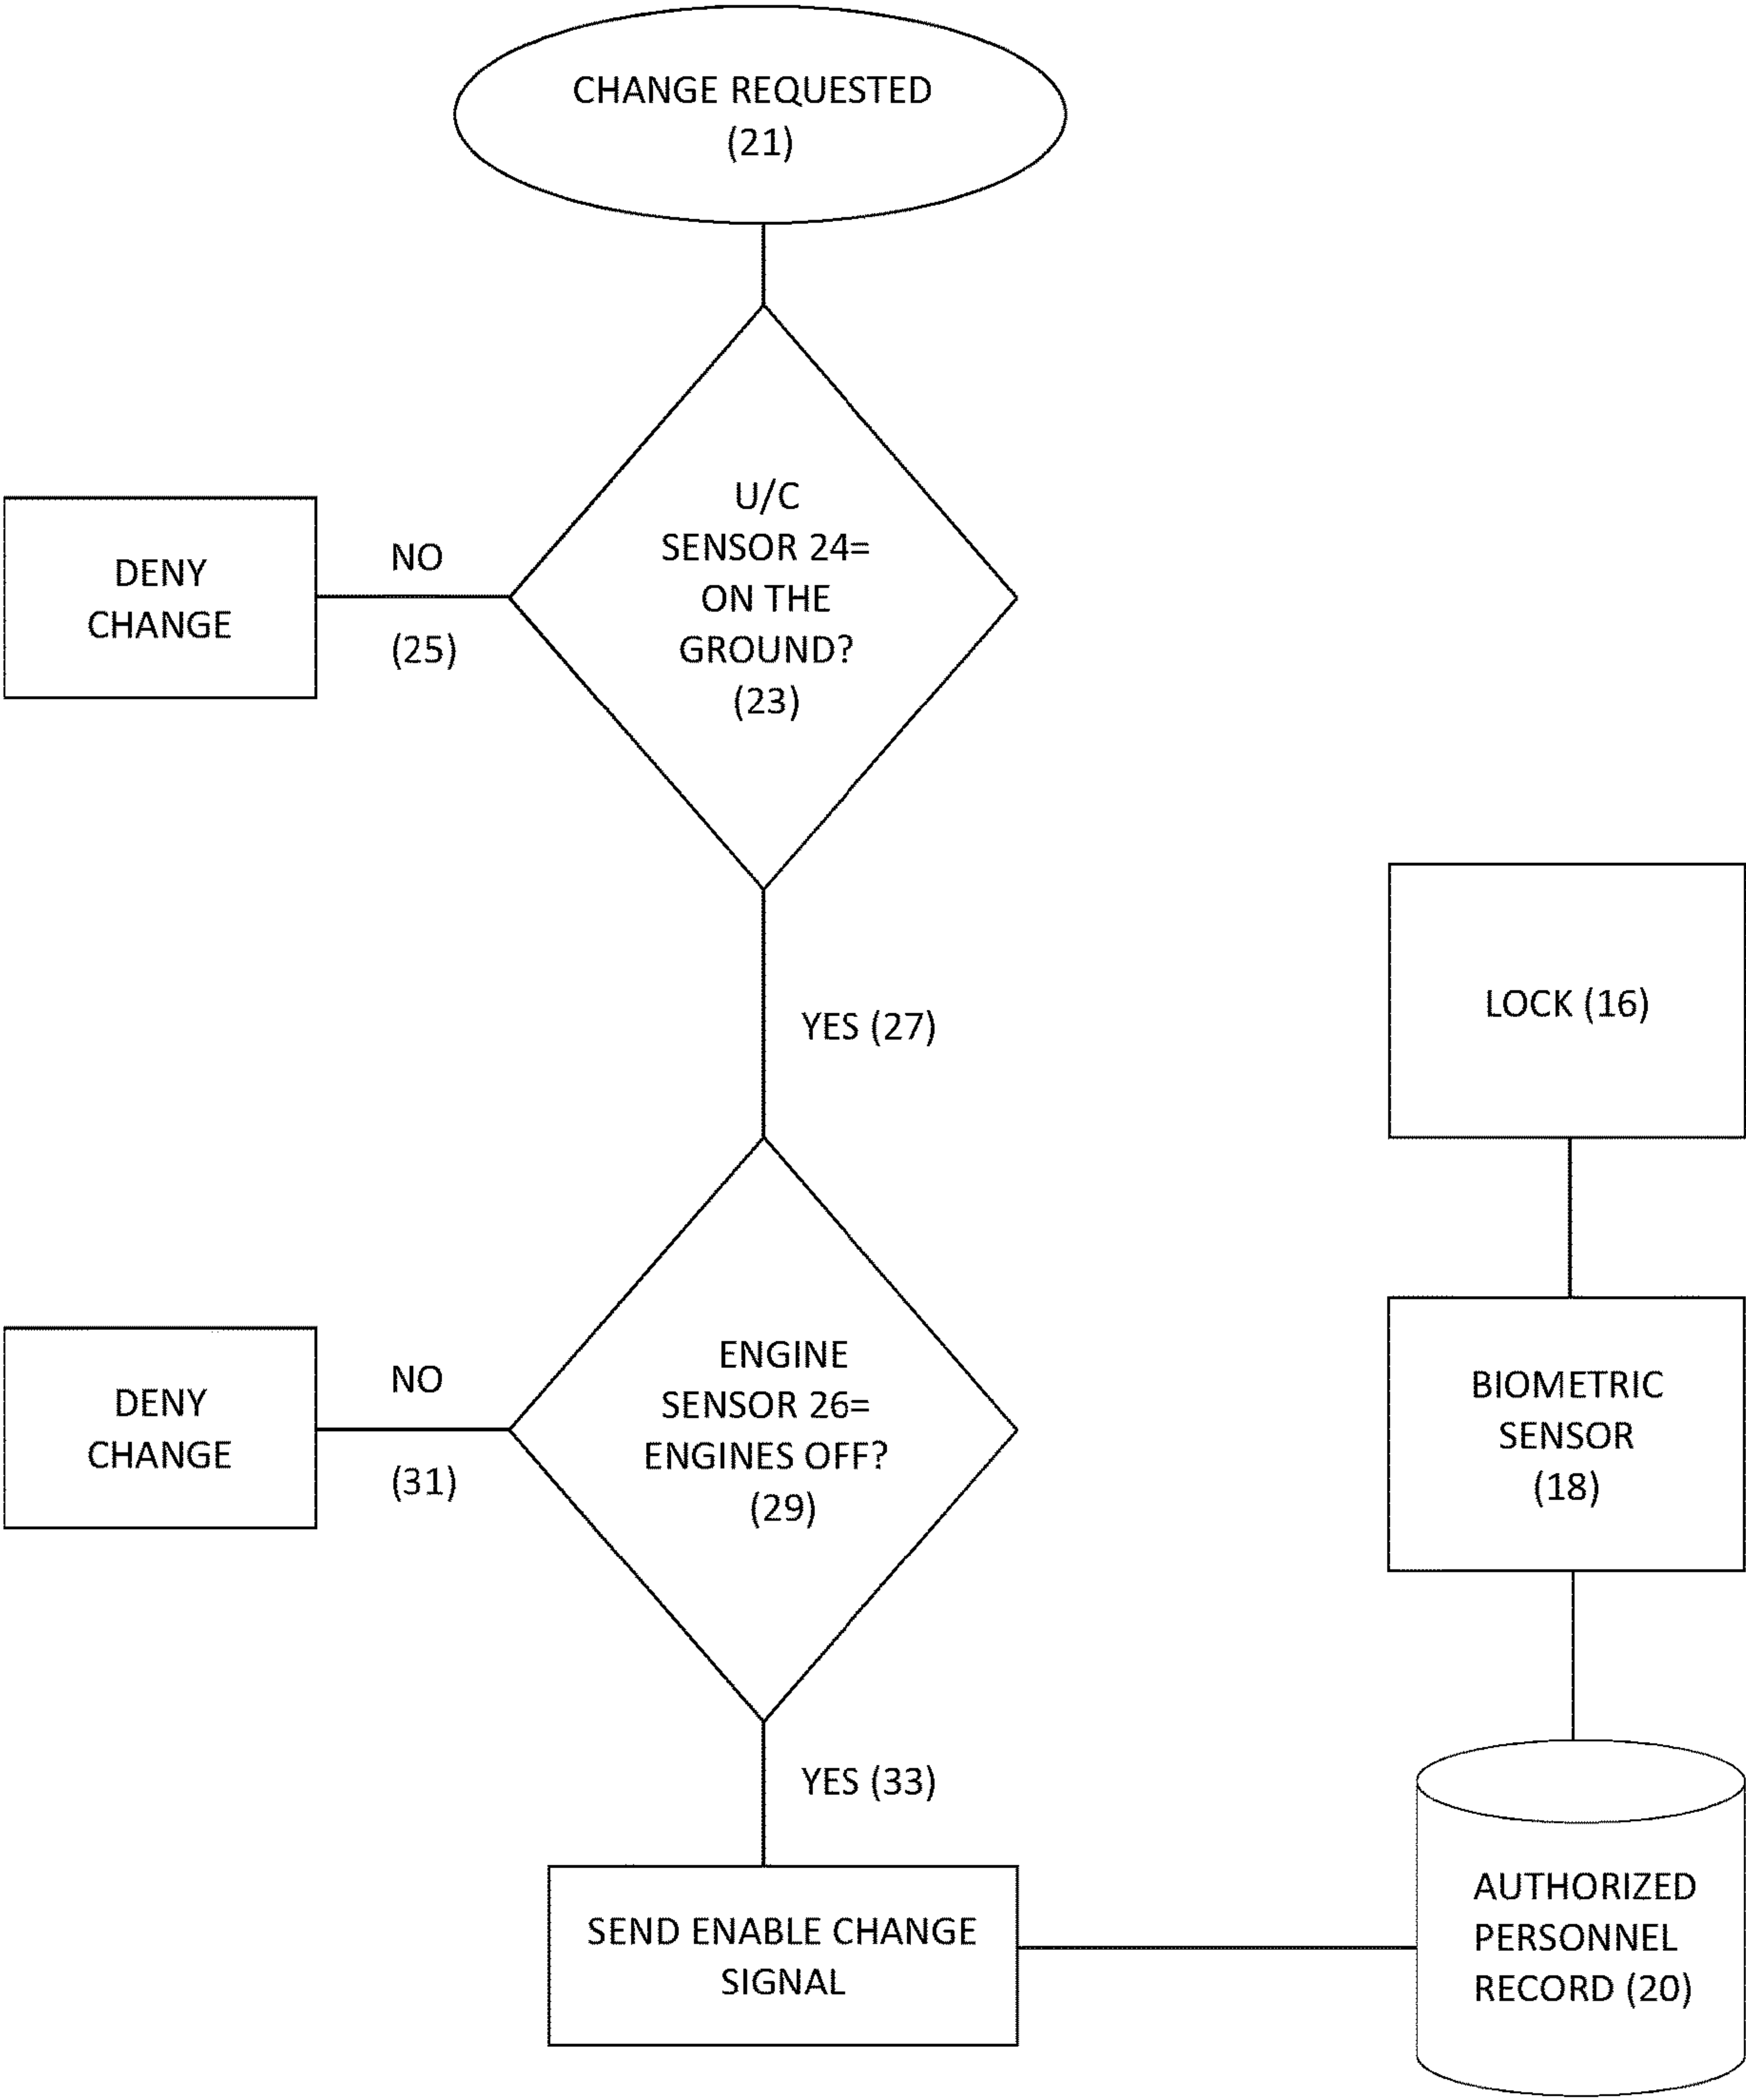 CHANGE REQUESTED
(21)
U/C
SENSOR 24=
ON THE
GROUND?
(23)
NO
(25)
DENY
CHANGE
YES (27)
LOCK (16)
ENGINE
SENSOR 26=
ENGINES OFF?
(29)
NO
(31)
DENY
CHANGE
BIOMETRIC
SENSOR
(18)
YES (33)
SEND ENABLE CHANGE
SIGNAL
AUTHORIZED
PERSONNEL
RECORD (20)